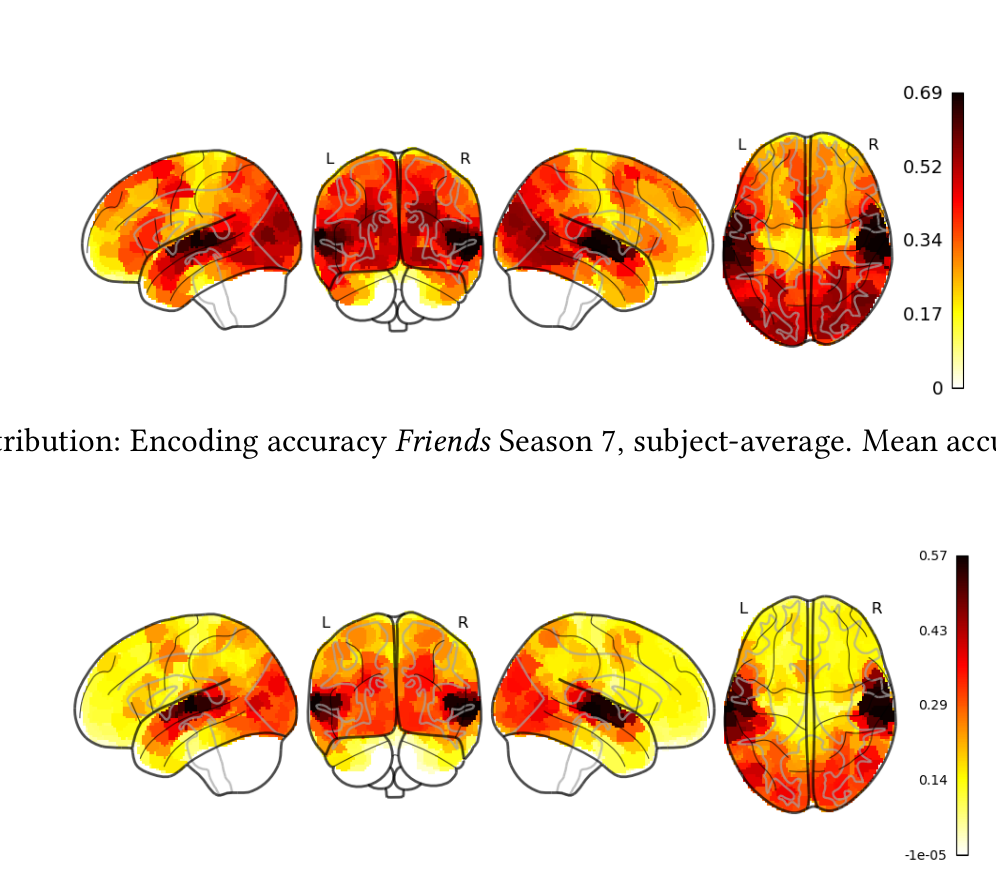 0.69
L R L R
0.52
0.34
0.17
0
tribution: Encoding accuracy Friends Season 7, subject-average. Mean accu
0.57
L R L R
0.43
0.29
0.14
-1e-05